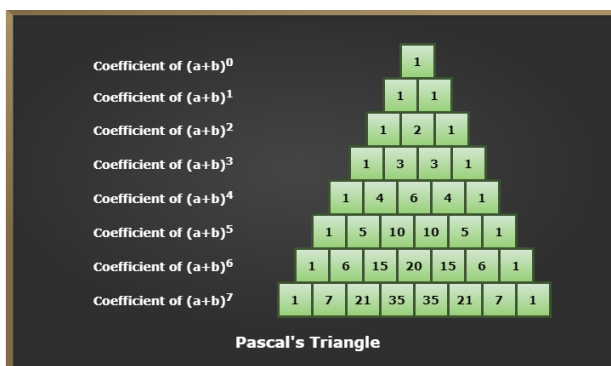 Coefficient of (a+b)⁰ 1
Coefficient of (a+b)¹ 1 1
Coefficient of (a+b)² 1 2 1
Coefficient of (a+b)³ 1 3 3 1
Coefficient of (a+b)⁴ 1 4 6 4 1
Coefficient of (a+b)⁵ 1 5 10 10 5 1
Coefficient of (a+b)⁶ 1 6 15 20 15 6 1
Coefficient of (a+b)⁷ 1 7 21 35 35 21 7 1
Pascal's Triangle